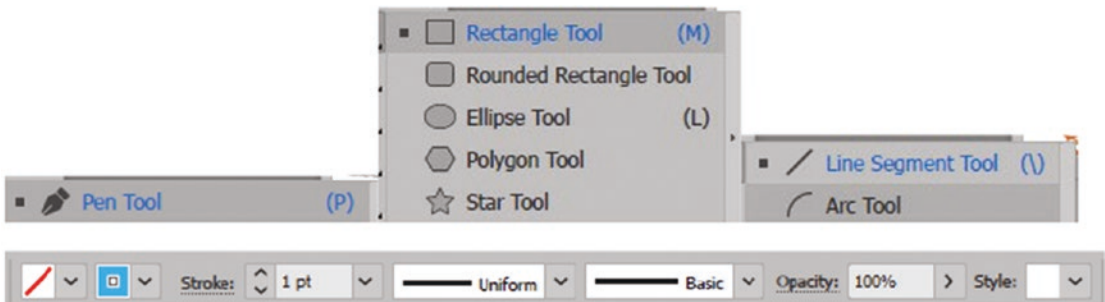 Rectangle Tool (M)
Rounded Rectangle Tool
Ellipse Tool (L)
Polygon Tool
Star Tool
Line Segment Tool (\)
Arc Tool
Pen Tool (P)
Stroke: 1 pt Uniform Basic Opacity: 100% Style: